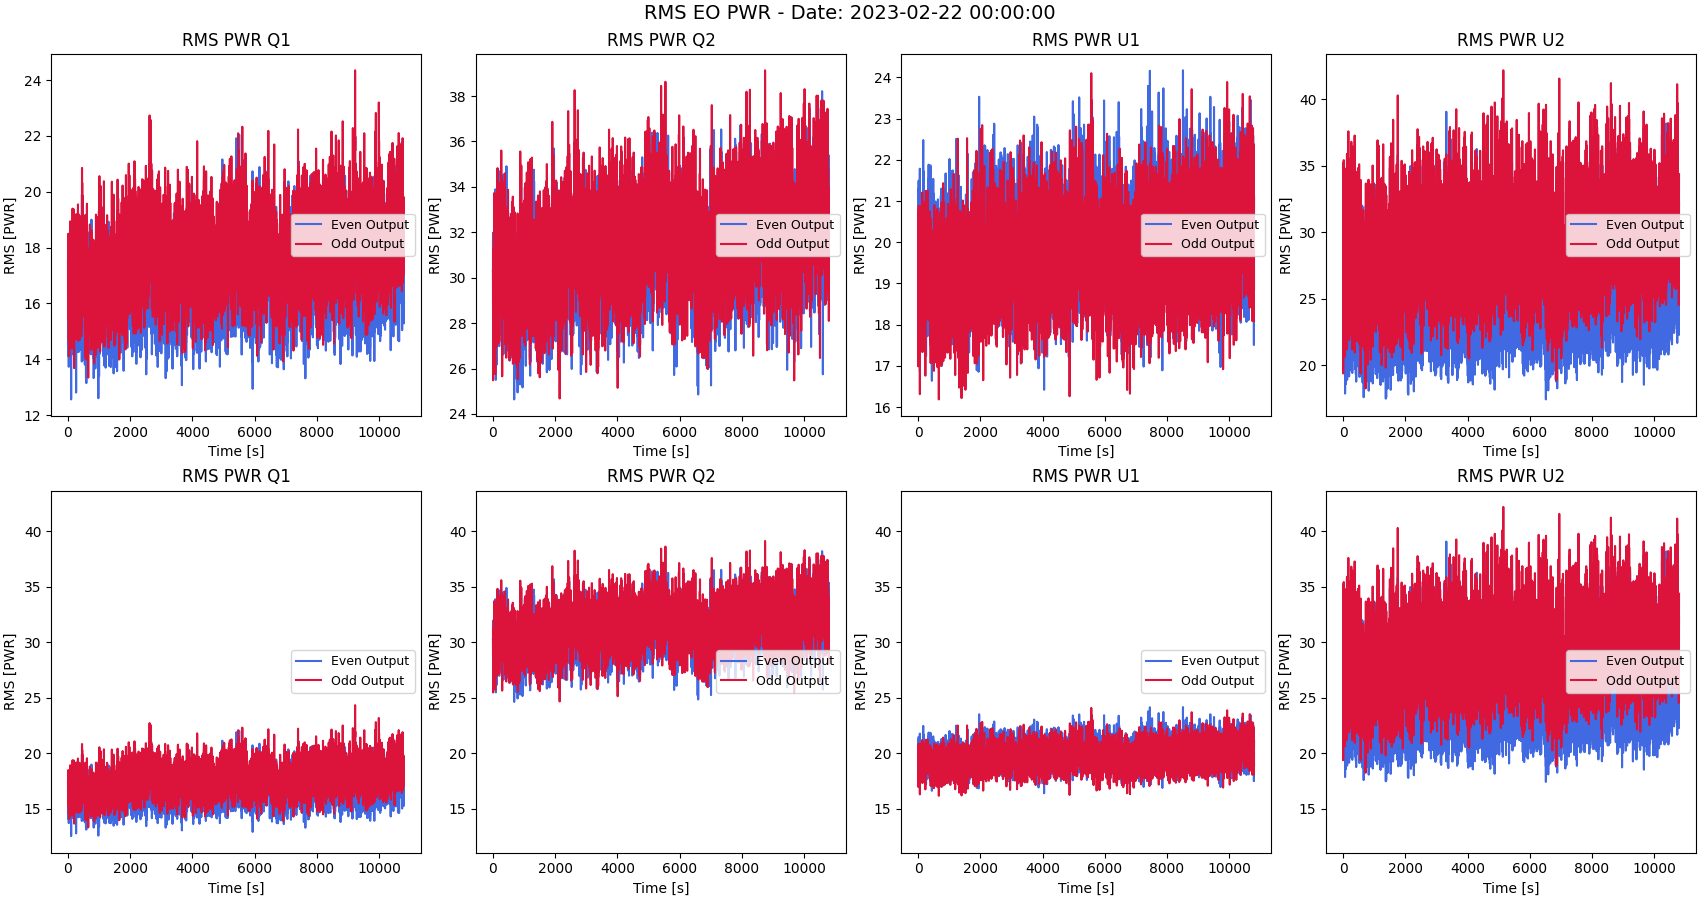 RMS EO PWR - Date: 2023-02-22 00:00:00
RMS PWR Q1
RMS [PWR]
24
22
20
18
16
14
12
Even Output
Odd Output
0 2000 4000 6000 8000 10000
Time [s]
RMS PWR Q2
RMS [PWR]
38
36
34
32
30
28
26
24
Even Output
Odd Output
0 2000 4000 6000 8000 10000
Time [s]
RMS PWR U1
RMS [PWR]
24
23
22
21
20
19
18
17
16
Even Output
Odd Output
0 2000 4000 6000 8000 10000
Time [s]
RMS PWR U2
RMS [PWR]
40
35
30
25
20
Even Output
Odd Output
0 2000 4000 6000 8000 10000
Time [s]
RMS PWR Q1
RMS [PWR]
40
35
30
25
20
15
Even Output
Odd Output
0 2000 4000 6000 8000 10000
Time [s]
RMS PWR Q2
RMS [PWR]
40
35
30
25
20
15
Even Output
Odd Output
0 2000 4000 6000 8000 10000
Time [s]
RMS PWR U1
RMS [PWR]
40
35
30
25
20
15
Even Output
Odd Output
0 2000 4000 6000 8000 10000
Time [s]
RMS PWR U2
RMS [PWR]
40
35
30
25
20
15
Even Output
Odd Output
0 2000 4000 6000 8000 10000
Time [s]